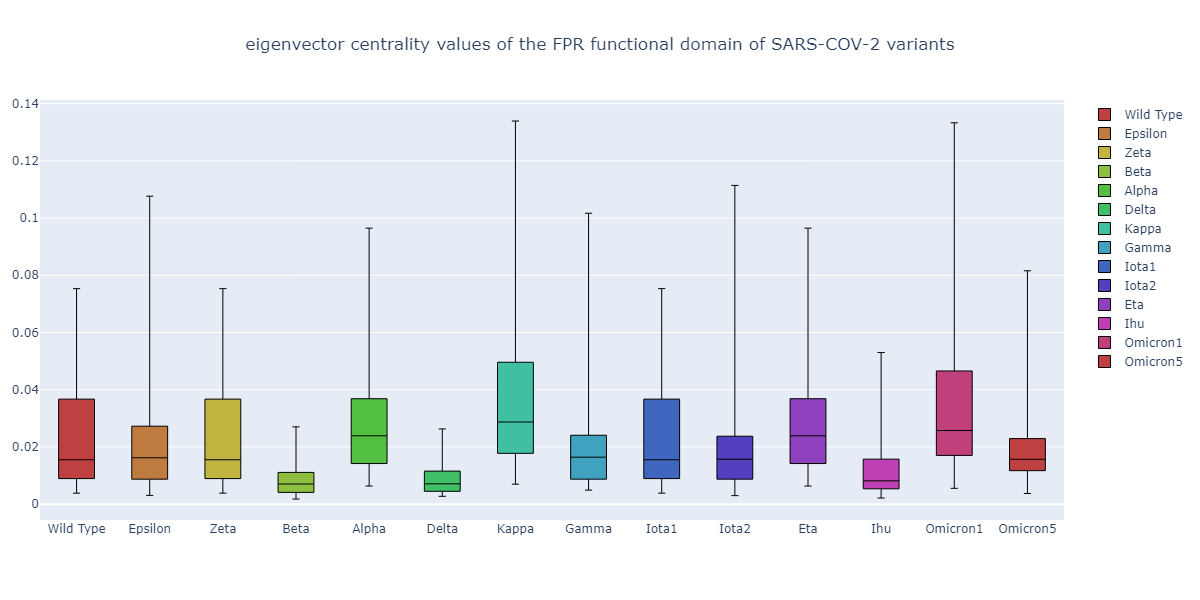 eigenvector centrality values of the FPR functional domain of SARS-COV-2 variants
0.14
0.12
0.1
0.08
0.06
0.04
0.02
0
Wild Type Epsilon Zeta Beta Alpha Delta Kappa Gamma Iota1 Iota2 Eta Ihu Omicron1 Omicron5
Wild Type
Epsilon
Zeta
Beta
Alpha
Delta
Kappa
Gamma
Iota1
Iota2
Eta
Ihu
Omicron1
Omicron5